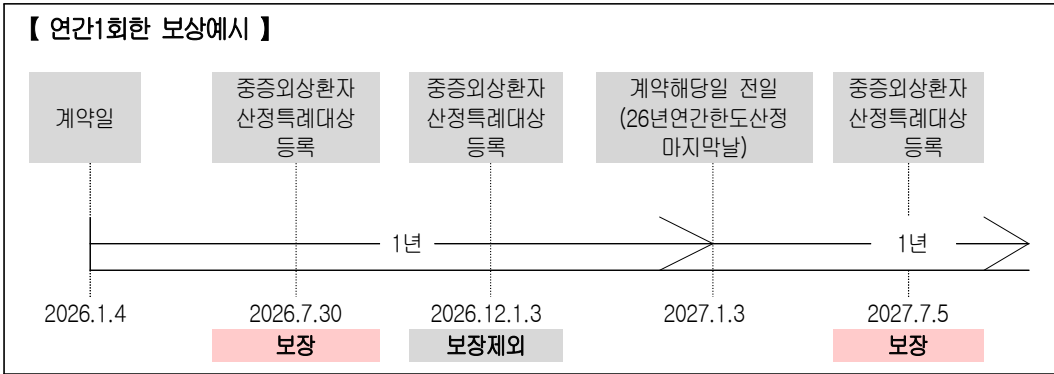 【 연간1회한 보상예시 】
계약일
중증외상환자
산정특례대상
등록
중증외상환자
산정특례대상
등록
계약해당일 전일
(26년연간한도산정
마지막날)
중증외상환자
산정특례대상
등록
1년
1년
2026.1.4
2026.7.30
2026.12.1.3
2027.1.3
2027.7.5
보장
보장제외
보장